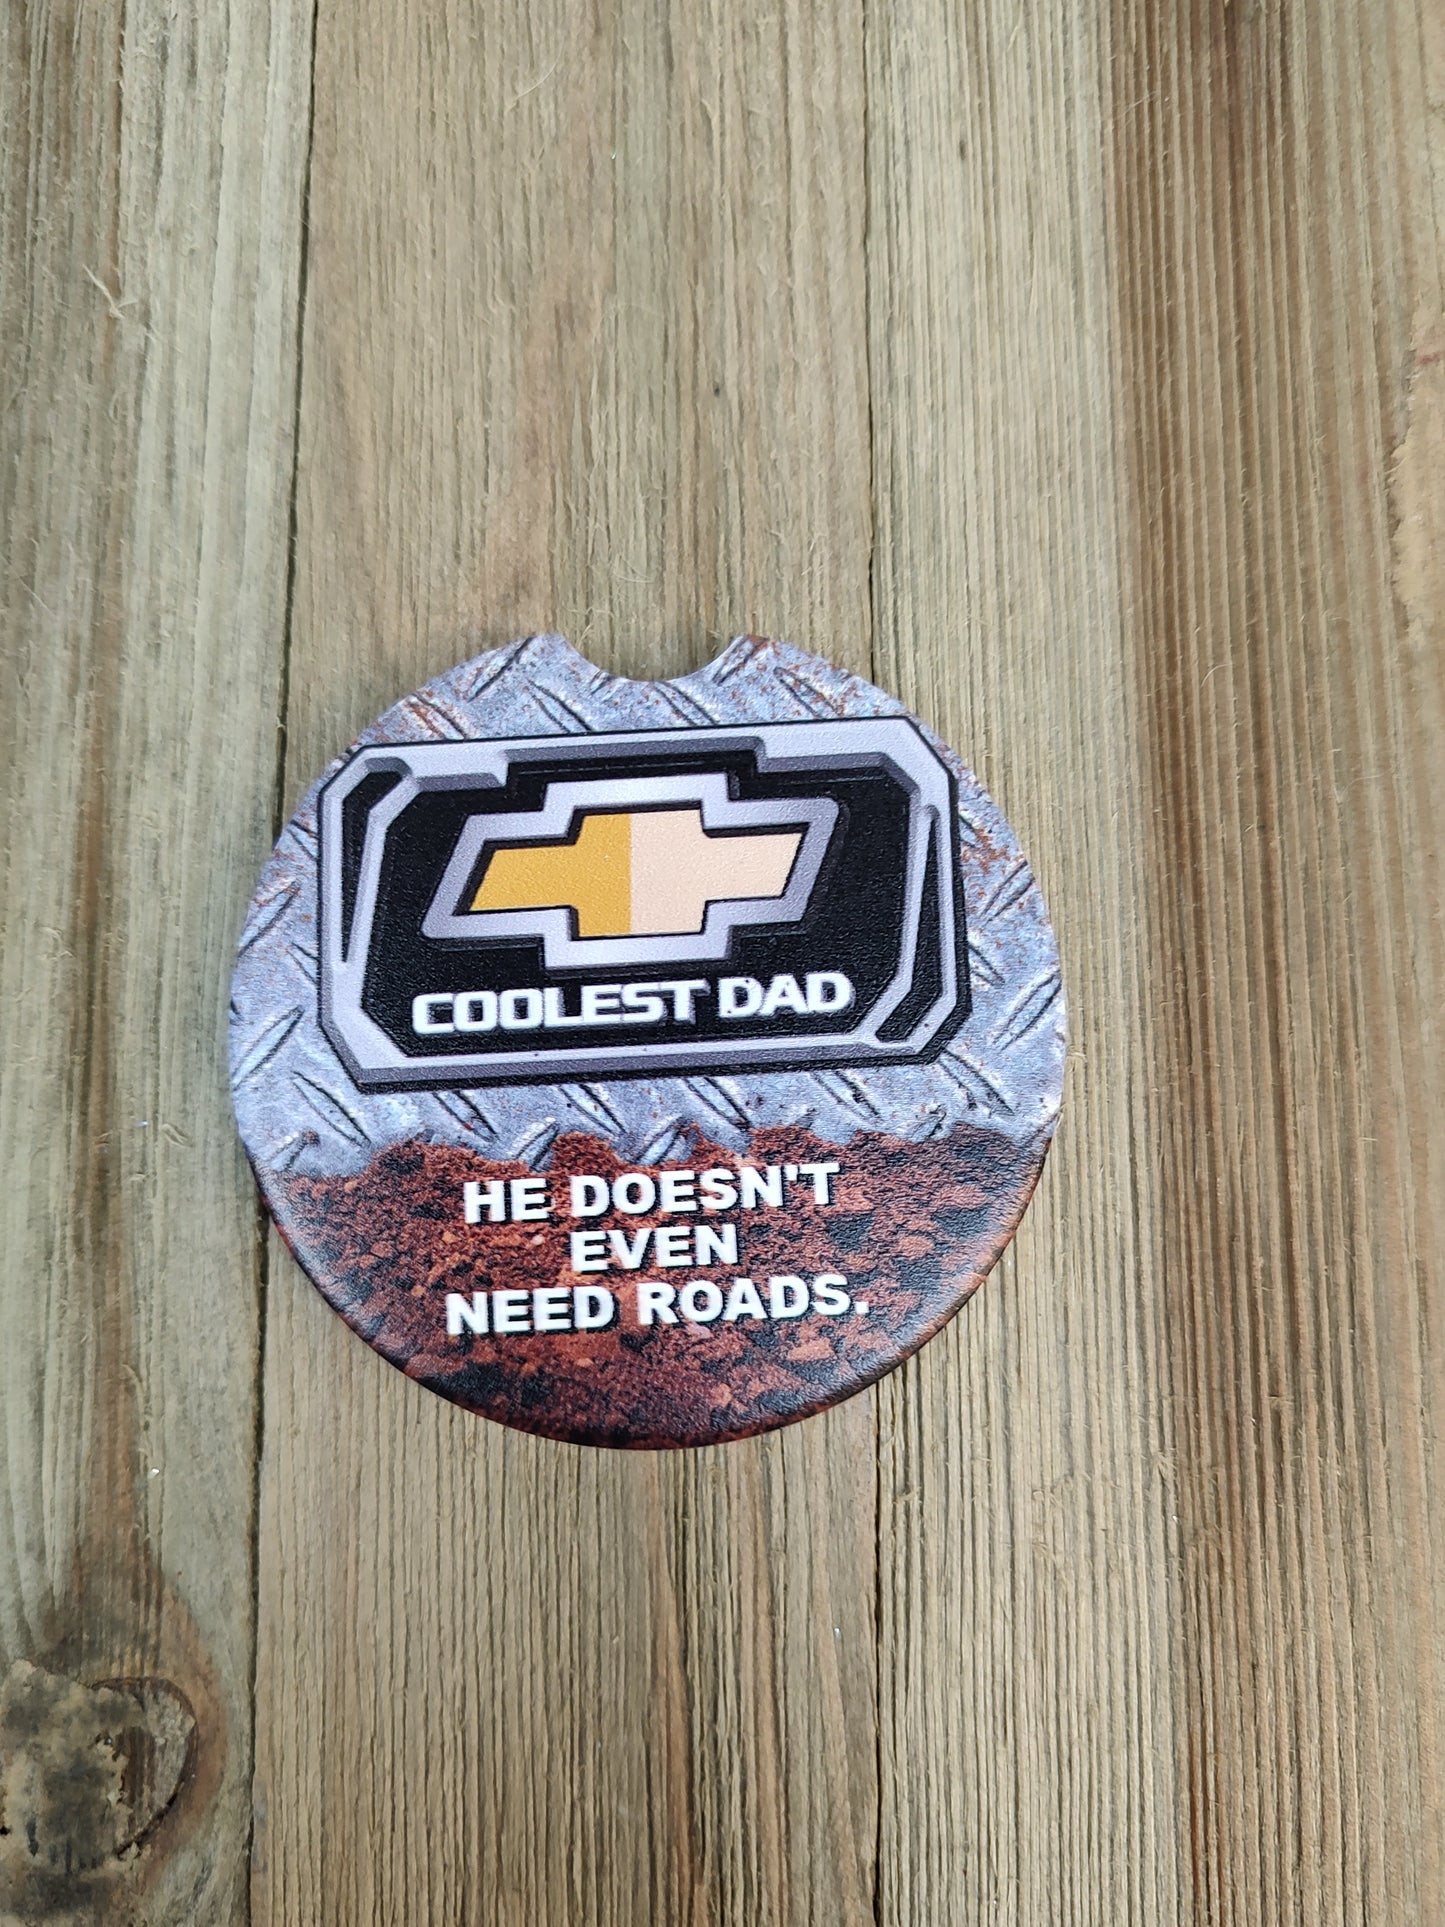 COOLEST DAD
HE DOESN'T
EVEN
NEED ROADS.